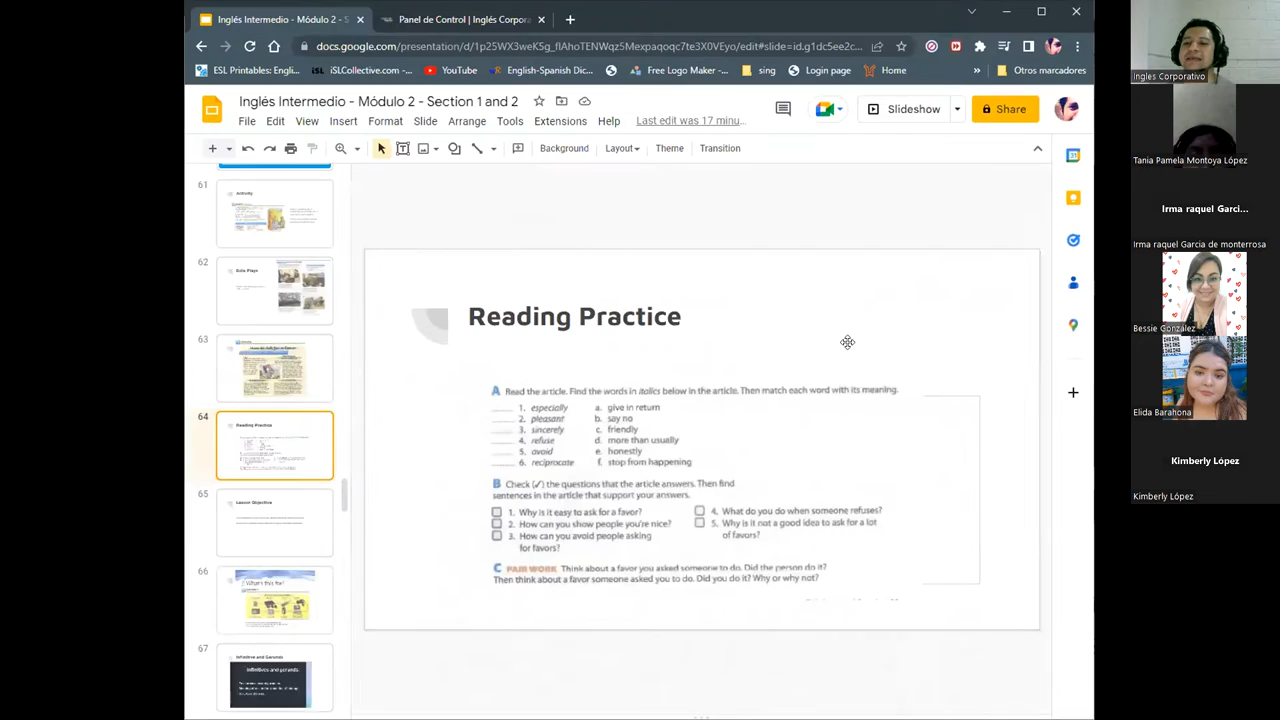 Inglés Intermedio - Módulo 2 - S
Panel de Control | Inglés Corpora
docs.google.com/presentation/d/1p25WX3weKSg_flAhoTENWqz5Mexpaqoqc7te3X0VEyo/edit#slide=id.g1dc5ee2c...
ESL Printables: Engli...
iSLCollective.com -...
YouTube
English-Spanish Dic...
Free Logo Maker -...
sing
Login page
Home
»
Otros marcadores
Inglés Intermedio - Módulo 2 - Section 1 and 2
File Edit View Insert Format Slide Arrange Tools Extensions Help Last edit was 17 minu...
Slideshow
Share
Background Layout Theme Transition
61
Activity
62
63
64
Reading Practice
65
Lesson Objective
66
What's this for?
67
Infinitive and Gerunds
Infinitives and gerunds
Reading Practice
A Read the article. Find the words in italics below in the article. Then match each word with its meaning.
1. especially a. give in return
2. pleasant b. say no
3. sincerely c. friendly
4. refuse d. more than usually
5. avoid e. honestly
6. reciprocate f. stop from happening
B Check (✓) the questions that the article answers. Then find
sentences in the article that support your answers.
1. Why is it easy to ask for a favor?
2. How can you show people you're nice?
3. How can you avoid people asking
for favors?
4. What do you do when someone refuses?
5. Why is it not a good idea to ask for a lot
of favors?
C PAIR WORK Think about a favor you asked someone to do. Did the person do it?
Then think about a favor someone asked you to do. Did you do it? Why or why not?
Ingles Corporativo
Tania Pamela Montoya López
Irma raquel Garci...
Irma raquel Garcia de monterrosa
Bessie González
Elida Barahona
Kimberly López
Kimberly López